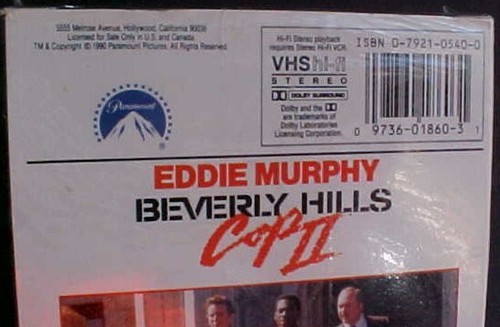 5555 Melrose Avenue, Hollywood, California 90038
Licensed for Sale Only in U.S. and Canada
TM & Copyright © 1990 Paramount Pictures. All Rights Reserved.
Paramount
®
Hi-Fi Stereo playback
requires Stereo Hi-Fi VCR.
VHS hi-fi
STEREO
DOLBY SURROUND
Dolby and the
are trademarks of
Dolby Laboratories
Licensing Corporation.
ISBN 0-7921-0540-0
0 9736-01860-3 1
EDDIE MURPHY
BEVERLY HILLS
Cop II